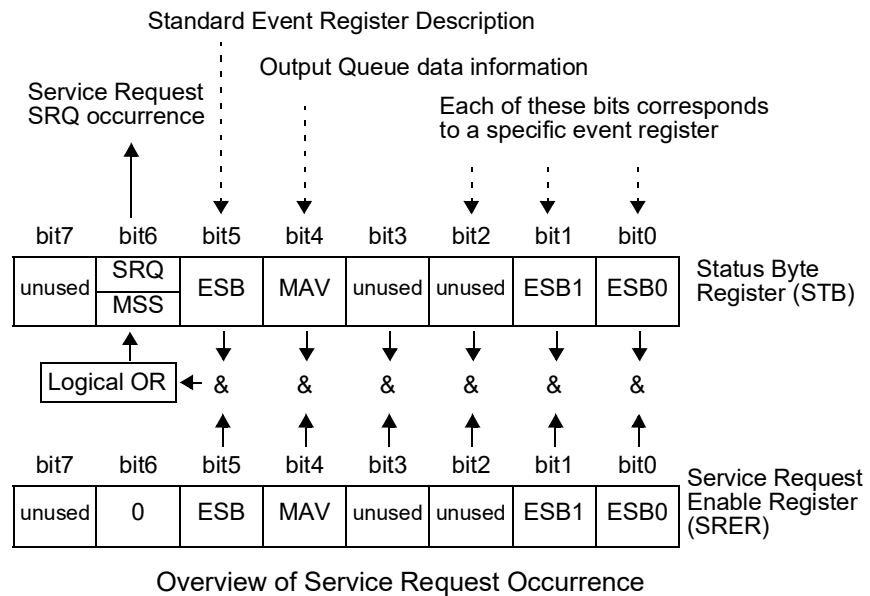 Standard Event Register Description
Output Queue data information
Service Request
SRQ occurrence
Each of these bits corresponds
to a specific event register
bit7 bit6 bit5 bit4 bit3 bit2 bit1 bit0
unused SRQ MSS ESB MAV unused unused ESB1 ESB0
Status Byte
Register (STB)
Logical OR & & & & & &
bit7 bit6 bit5 bit4 bit3 bit2 bit1 bit0
unused 0 ESB MAV unused unused ESB1 ESB0
Service Request
Enable Register
(SRER)
Overview of Service Request Occurrence